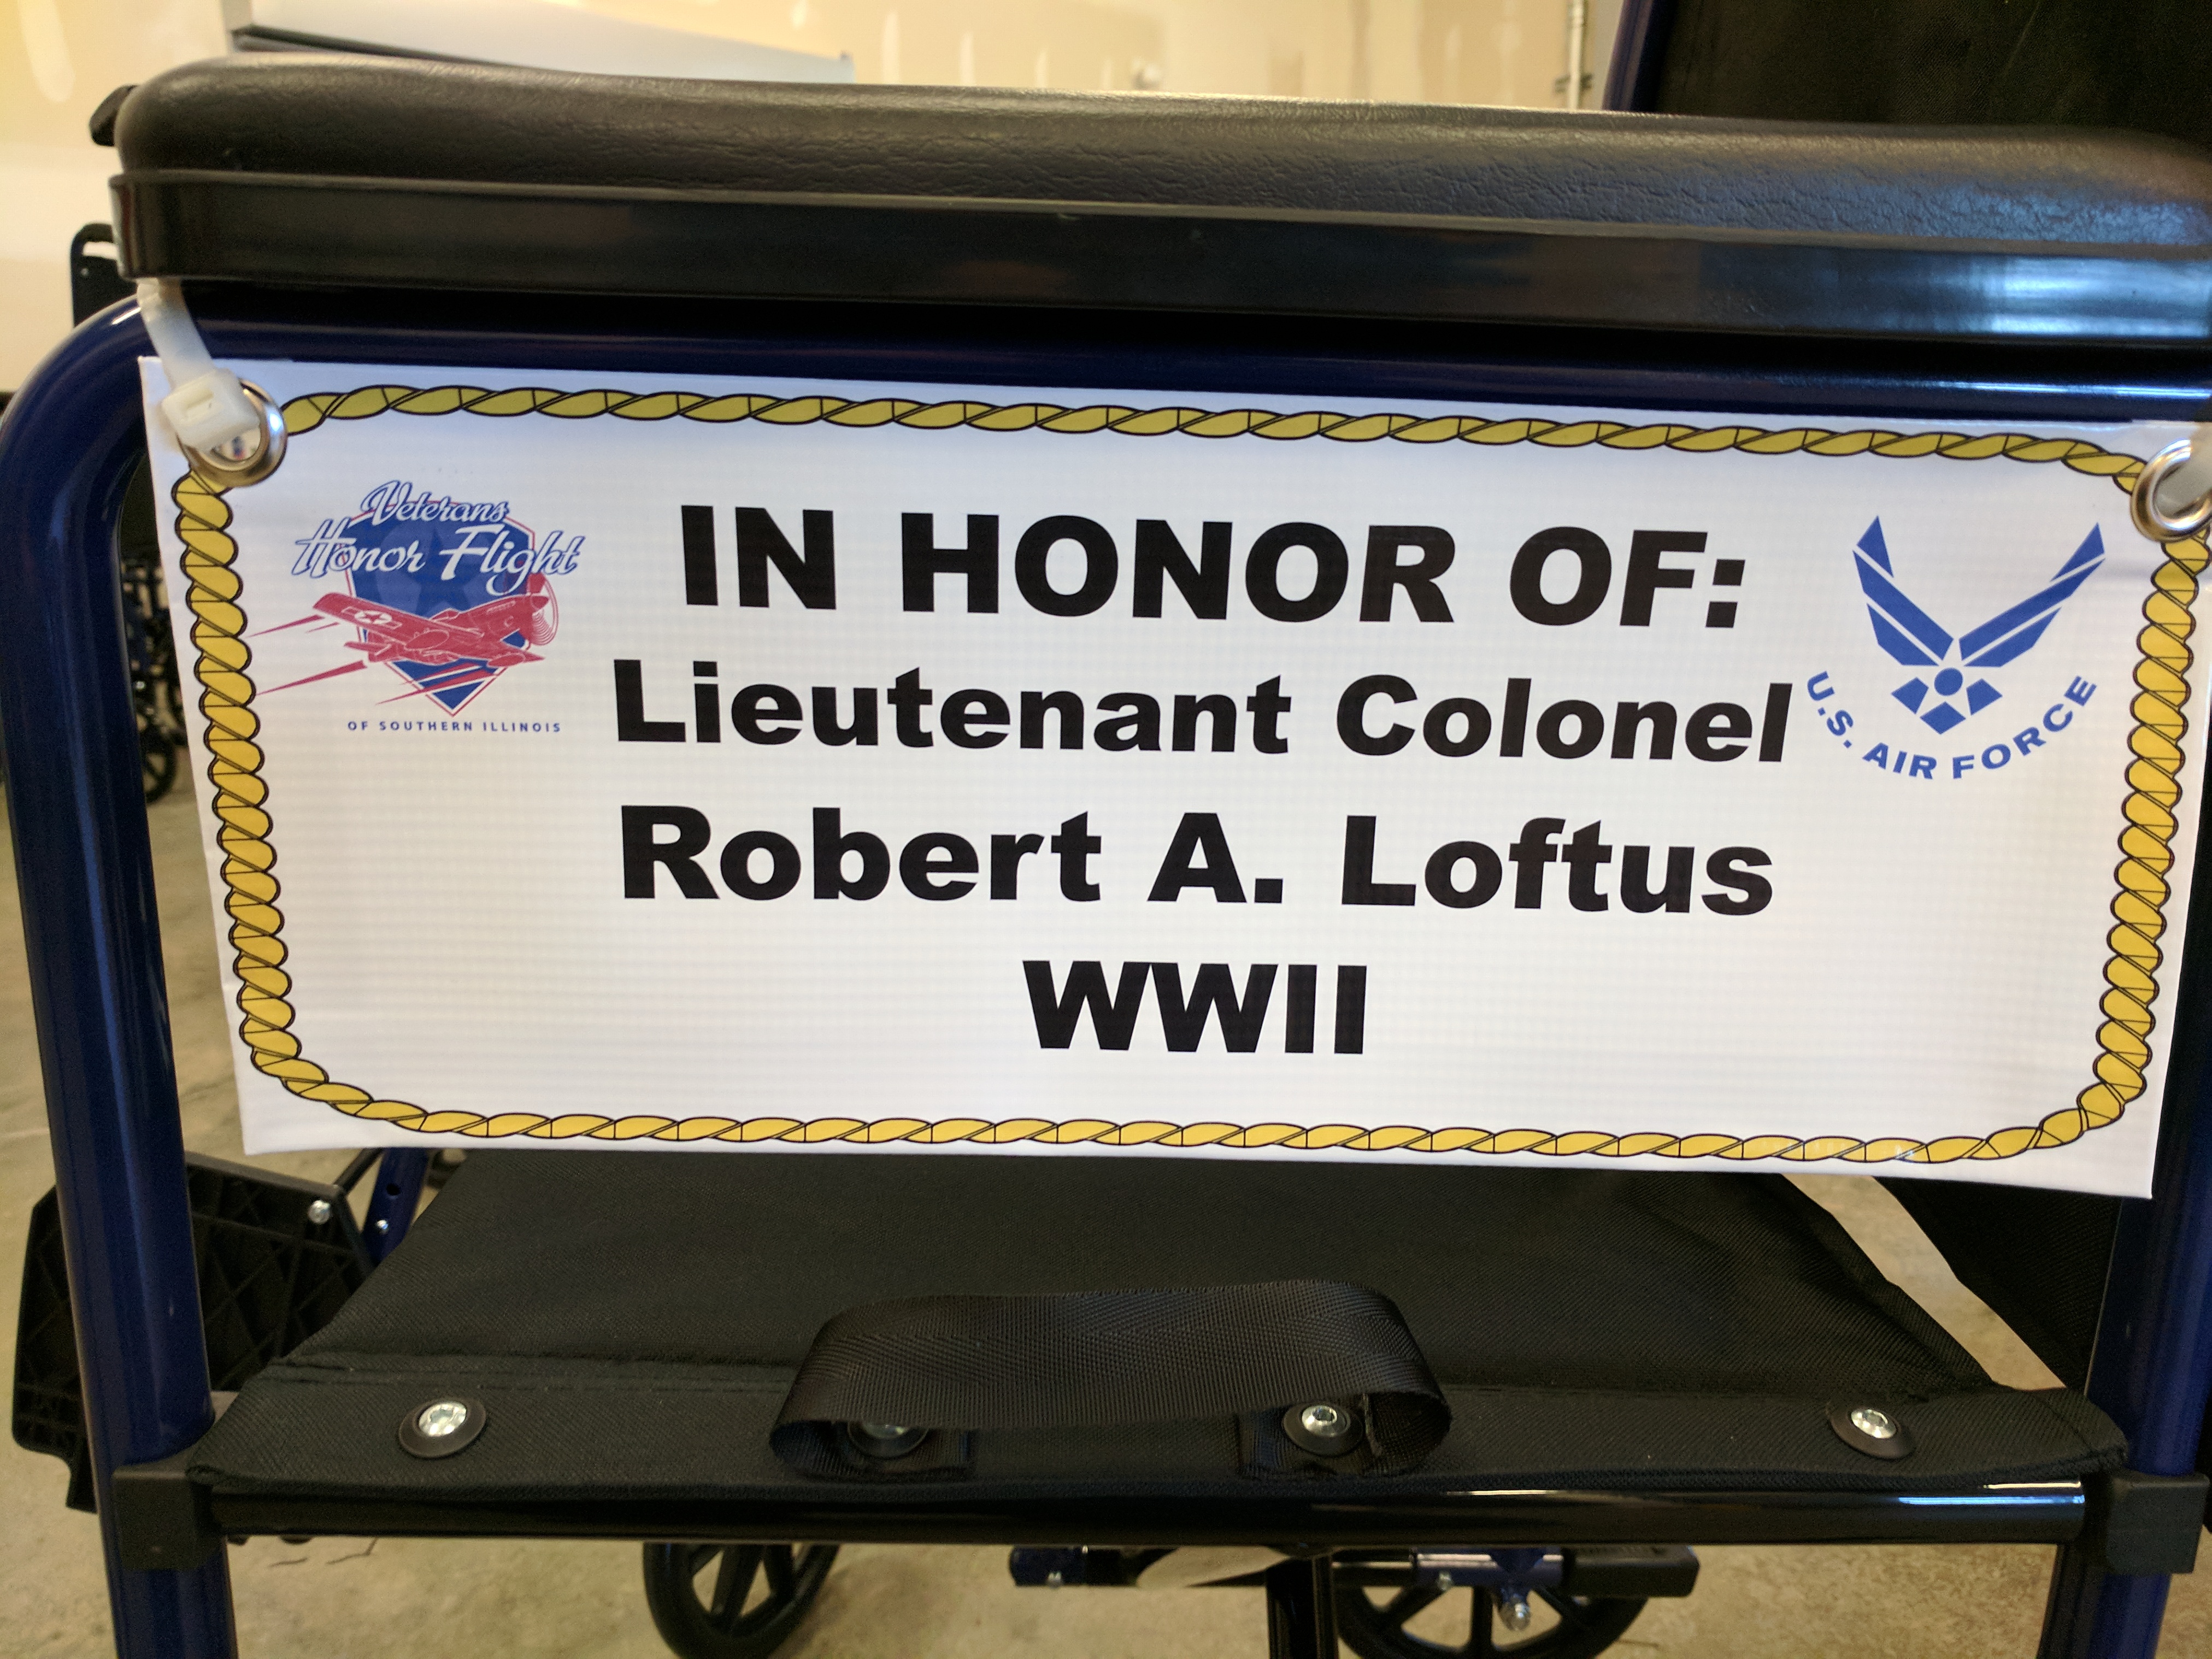 Veterans
Honor Flight
OF SOUTHERN ILLINOIS
IN HONOR OF:
Lieutenant Colonel
Robert A. Loftus
WWII
U.S. AIR FORCE